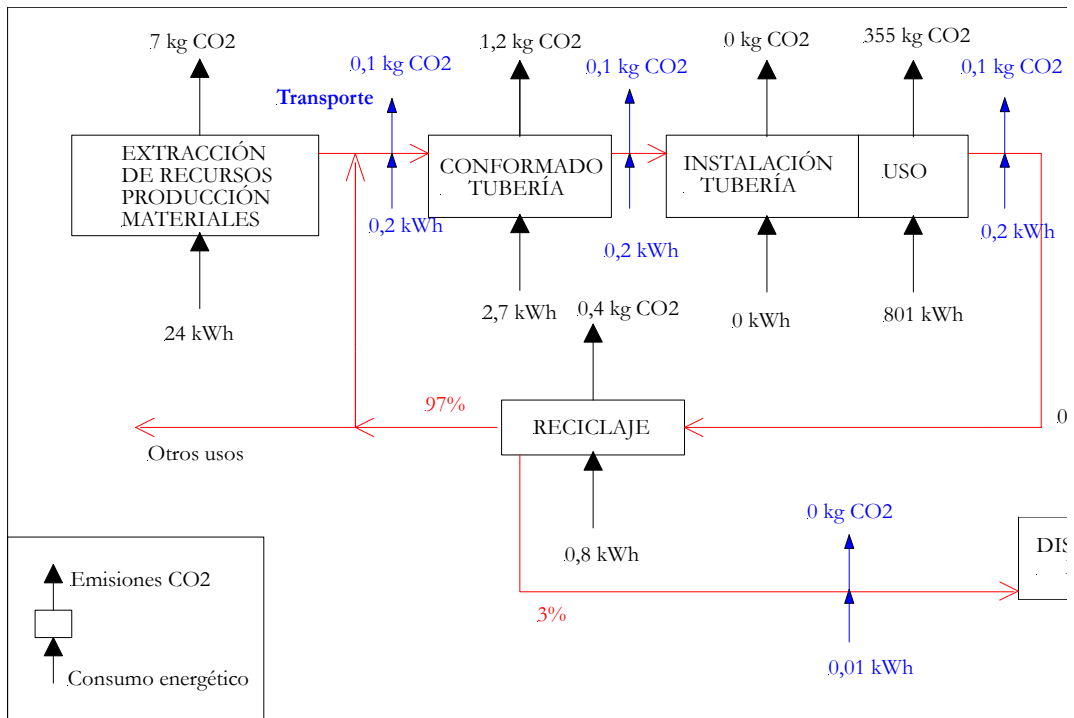 7 kg CO2
1,2 kg CO2
0 kg CO2
355 kg CO2
0,1 kg CO2
0,1 kg CO2
0,1 kg CO2
Transporte
EXTRACCIÓN
DE RECURSOS
PRODUCCIÓN
MATERIALES
CONFORMADO
TUBERÍA
INSTALACIÓN
TUBERÍA
USO
0,2 kWh
0,2 kWh
0,2 kWh
24 kWh
2,7 kWh
0 kWh
801 kWh
0,4 kg CO2
97%
RECICLAJE
0
Otros usos
0 kg CO2
0,8 kWh
DIS
3%
0,01 kWh
Emisiones CO2
Consumo energético